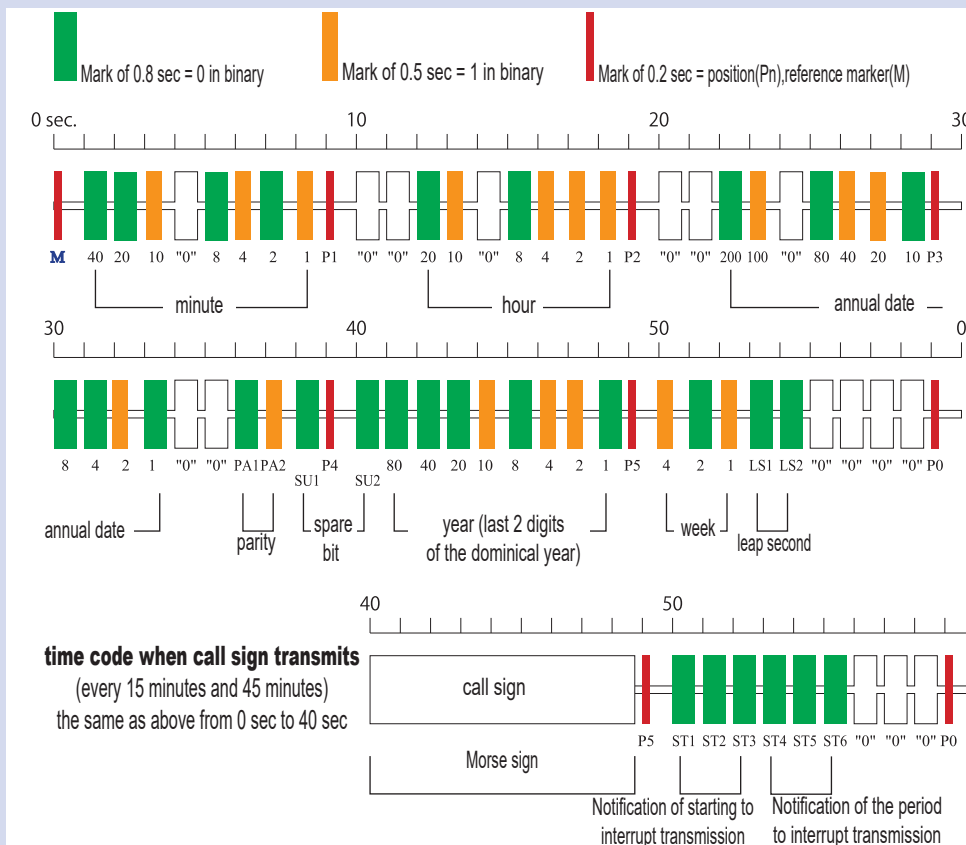 Mark of 0.8 sec = 0 in binary
Mark of 0.5 sec = 1 in binary
Mark of 0.2 sec = position(Pn),reference marker(M)
0 sec. 10 20 30
M 40 20 10 "0" 8 4 2 1 P1 "0" "0" 20 10 "0" 8 4 2 1 P2 "0" "0" 200 100 "0" 80 40 20 10 P3
minute hour annual date
30 40 50 0
8 4 2 1 "0" "0" PA1 PA2 P4 80 40 20 10 8 4 2 1 P5 4 2 1 LS1 LS2 "0" "0" "0" "0" P0
SU1 SU2
annual date
parity
spare
bit
year (last 2 digits
of the dominical year)
week
leap second
40 50
time code when call sign transmits
(every 15 minutes and 45 minutes)
the same as above from 0 sec to 40 sec
call sign
P5 ST1 ST2 ST3 ST4 ST5 ST6 "0" "0" "0" P0
Morse sign
Notification of starting to
interrupt transmission
Notification of the period
to interrupt transmission